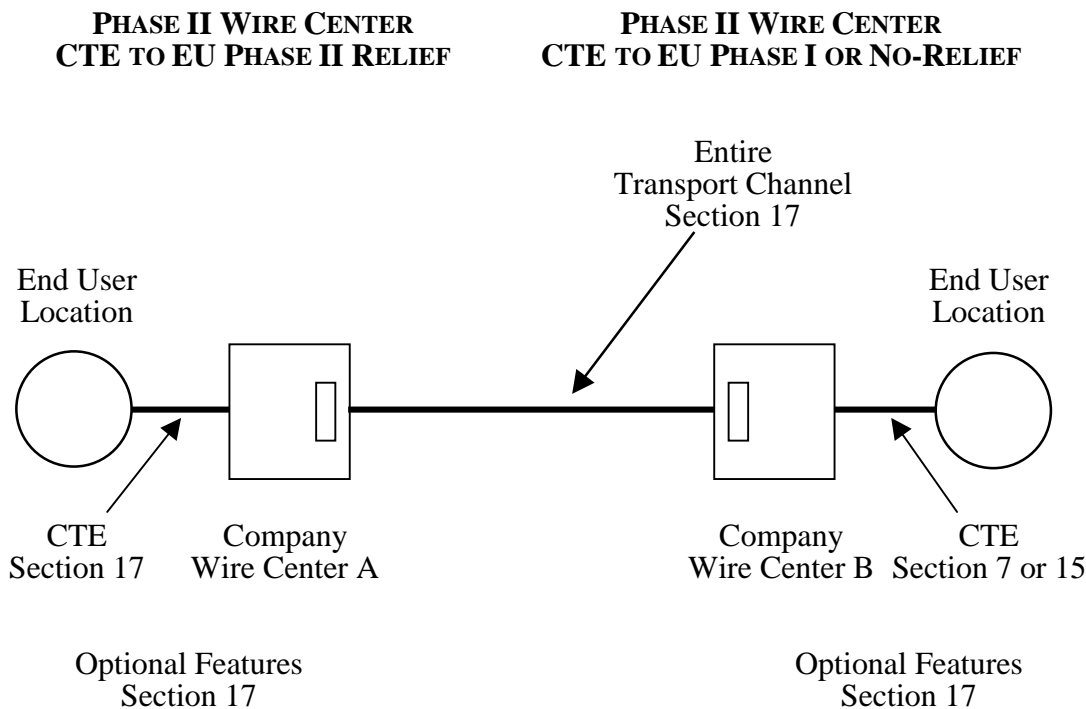 PHASE II WIRE CENTER
CTE TO EU PHASE II RELIEF
PHASE II WIRE CENTER
CTE TO EU PHASE I OR NO-RELIEF
Entire
Transport Channel
Section 17
End User
Location
End User
Location
CTE
Section 17
Company
Wire Center A
Company
Wire Center B
CTE
Section 7 or 15
Optional Features
Section 17
Optional Features
Section 17